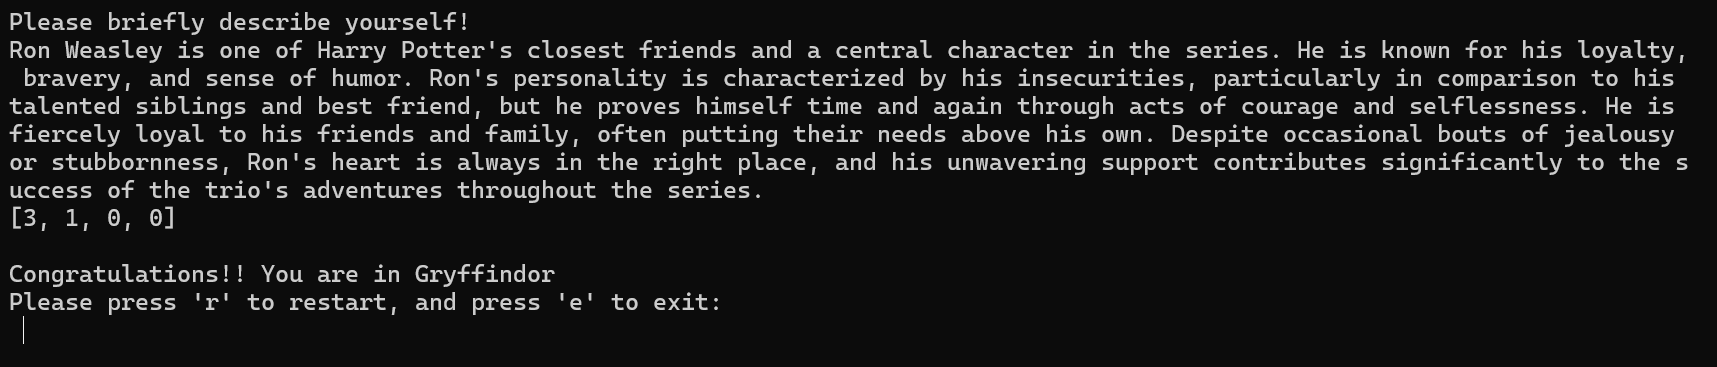 Please briefly describe yourself!
Ron Weasley is one of Harry Potter's closest friends and a central character in the series. He is known for his loyalty,
 bravery, and sense of humor. Ron's personality is characterized by his insecurities, particularly in comparison to his
talented siblings and best friend, but he proves himself time and again through acts of courage and selflessness. He is
fiercely loyal to his friends and family, often putting their needs above his own. Despite occasional bouts of jealousy
or stubbornness, Ron's heart is always in the right place, and his unwavering support contributes significantly to the s
uccess of the trio's adventures throughout the series.
[3, 1, 0, 0]

Congratulations!! You are in Gryffindor
Please press 'r' to restart, and press 'e' to exit: